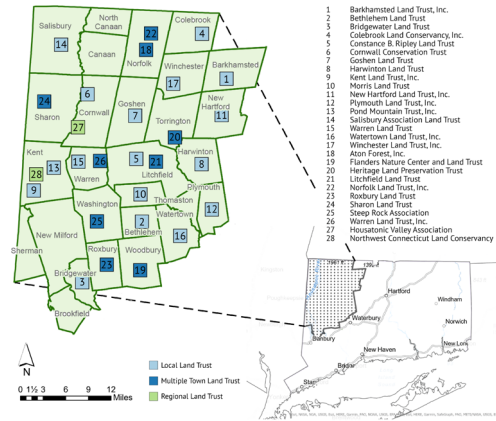 1 Barkhamsted Land Trust, Inc.
2 Bethlehem Land Trust
3 Bridgewater Land Trust
4 Colebrook Land Conservancy, Inc.
5 Constance B. Ripley Land Trust
6 Cornwall Conservation Trust
7 Goshen Land Trust
8 Harwinton Land Trust
9 Kent Land Trust, Inc.
10 Morris Land Trust
11 New Hartford Land Trust, Inc.
12 Plymouth Land Trust, Inc.
13 Pond Mountain Trust, Inc.
14 Salisbury Association Land Trust
15 Warren Land Trust
16 Watertown Land Trust, Inc.
17 Winchester Land Trust, Inc.
18 Aton Forest, Inc.
19 Flanders Nature Center and Land Trust
20 Heritage Land Preservation Trust
21 Litchfield Land Trust
22 Norfolk Land Trust, Inc.
23 Roxbury Land Trust
24 Sharon Land Trust
25 Steep Rock Association
26 Warren Land Trust, Inc.
27 Housatonic Valley Association
28 Northwest Connecticut Land Conservancy
Salisbury
14
North
Canaan
Canaan
22
18
Norfolk
Colebrook
4
Winchester
17
Barkhamsted
1
24
Sharon
6
Cornwall
27
Goshen
7
Torrington
20
New
Hartford
11
Kent
13
28
9
15
26
Warren
5
21
Litchfield
Harwinton
8
10
Thomaston
Plymouth
12
Washington
25
2
Bethlehem
Watertown
16
New Milford
Sherman
Roxbury
23
Woodbury
19
Bridgewater
3
Brookfield
Hartford
Windham
Waterbury
Norwich
Danbury
New Haven
New Lon
Stam
N
0 1½ 3 6 9 12
Miles
Local Land Trust
Multiple Town Land Trust
Regional Land Trust